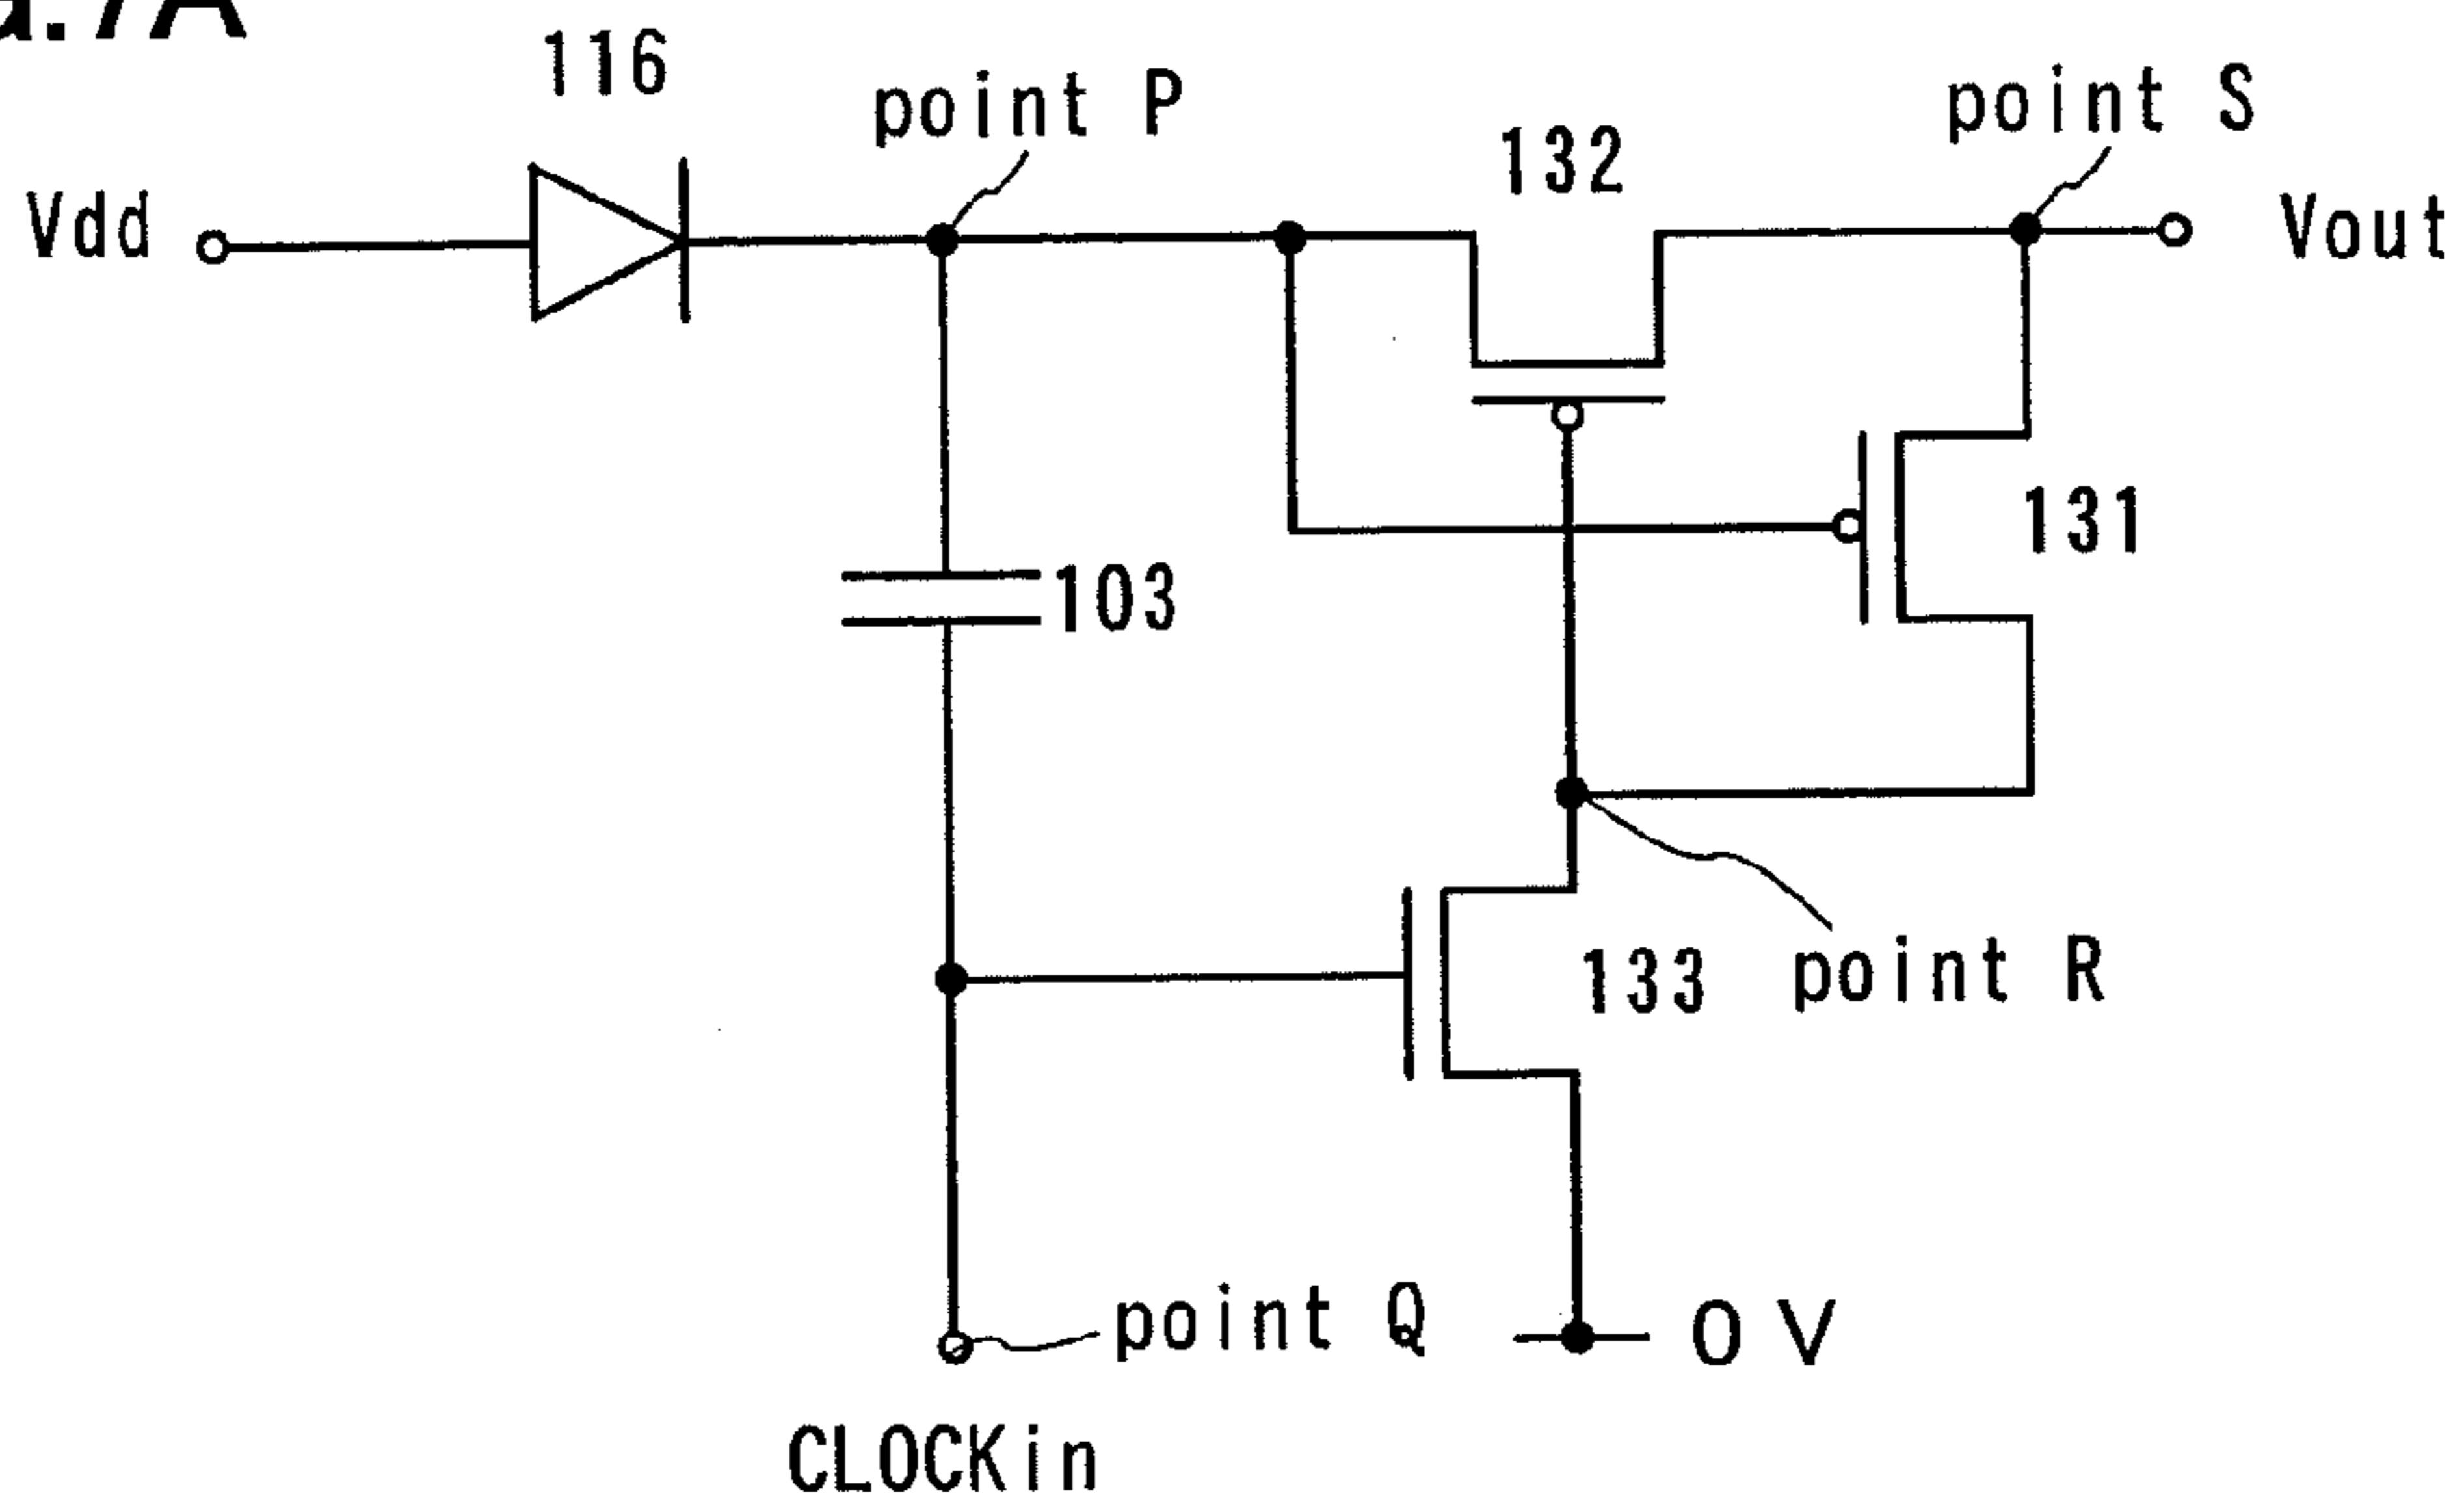 116
point P
point S
132
Vdd
Vout
131
103
133
point R
point Q
0 V
CLOCKin